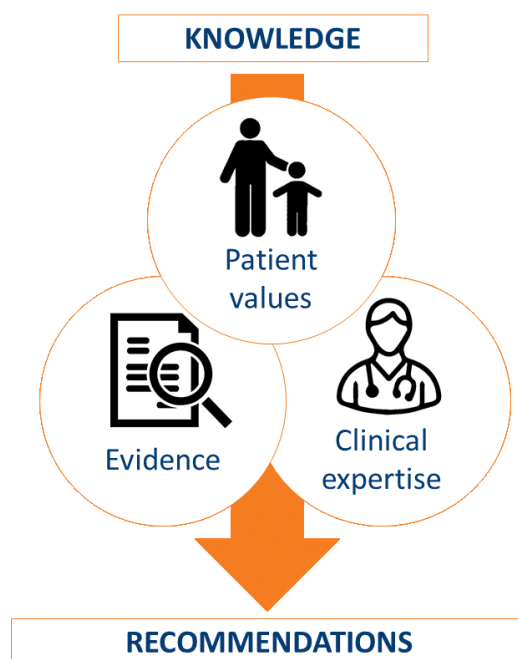 KNOWLEDGE
Patient
values
Evidence
Clinical
expertise
RECOMMENDATIONS